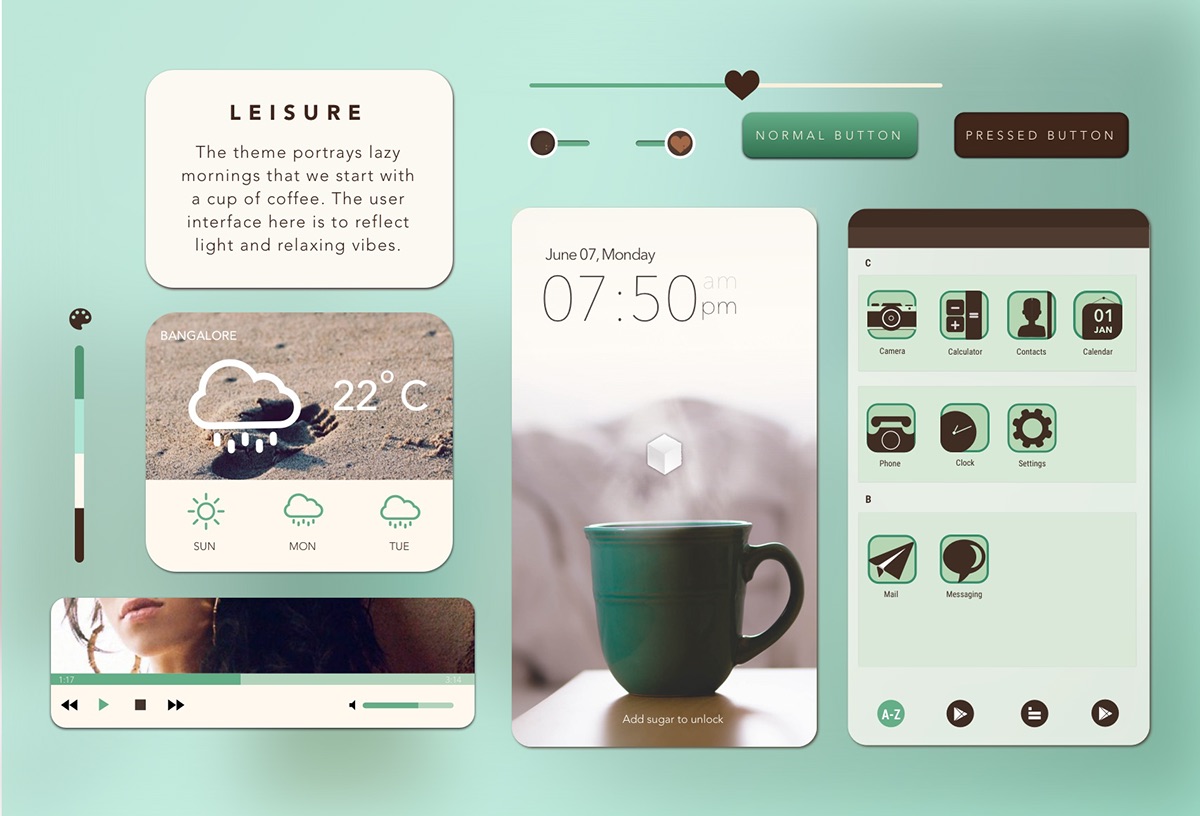 LEISURE
The theme portrays lazy
mornings that we start with
a cup of coffee. The user
interface here is to reflect
light and relaxing vibes.
NORMAL BUTTON
PRESSED BUTTON
BANGALORE
22° C
SUN MON TUE
1:17 3:14
June 07, Monday
07:50 am
pm
Add sugar to unlock
C
01
JAN
Camera Calculator Contacts Calendar
Phone Clock Settings
B
Mail Messaging
A-Z